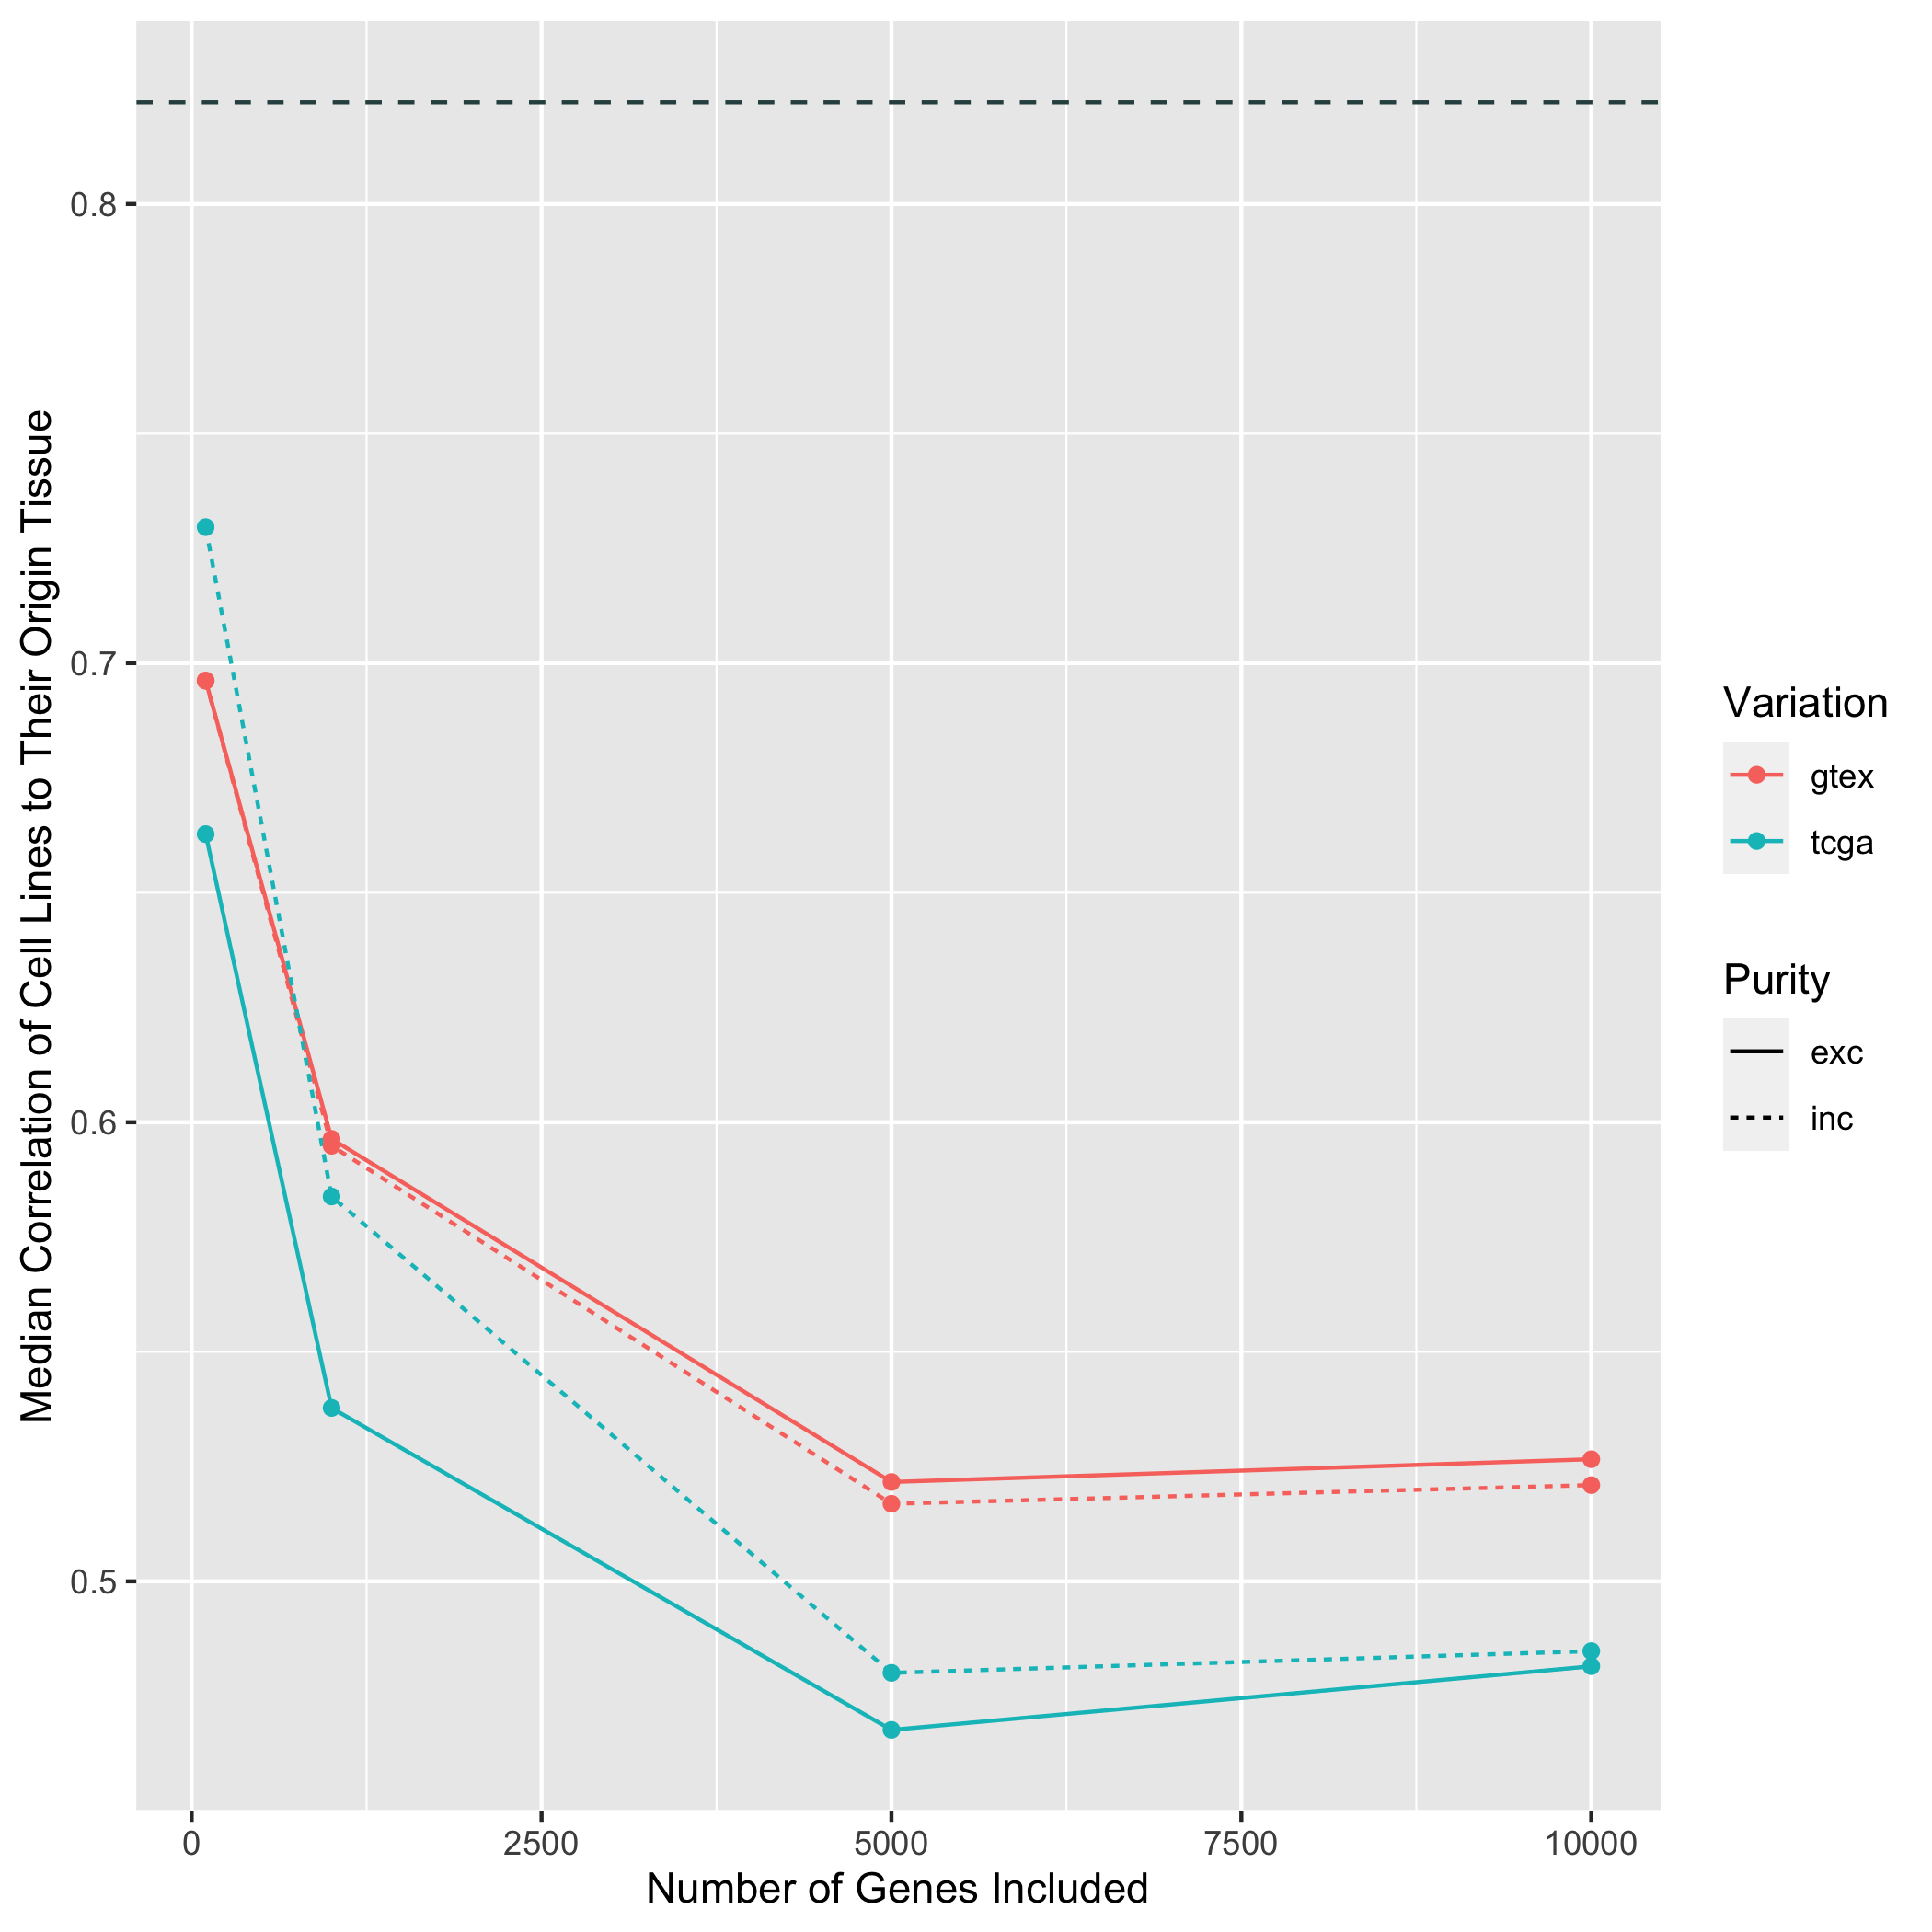 Median Correlation of Cell Lines to Their Origin Tissue
0.8
0.7
0.6
0.5
0 2500 5000 7500 10000
Number of Genes Included
Variation
gtex
tcga
Purity
exc
inc